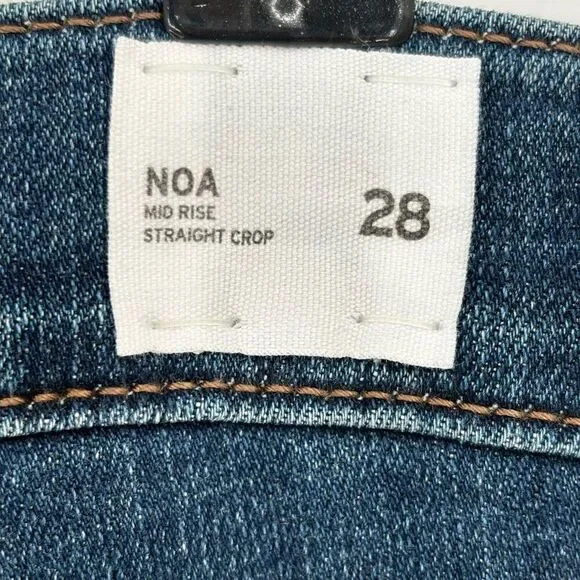 NOA
MID RISE
STRAIGHT CROP
28